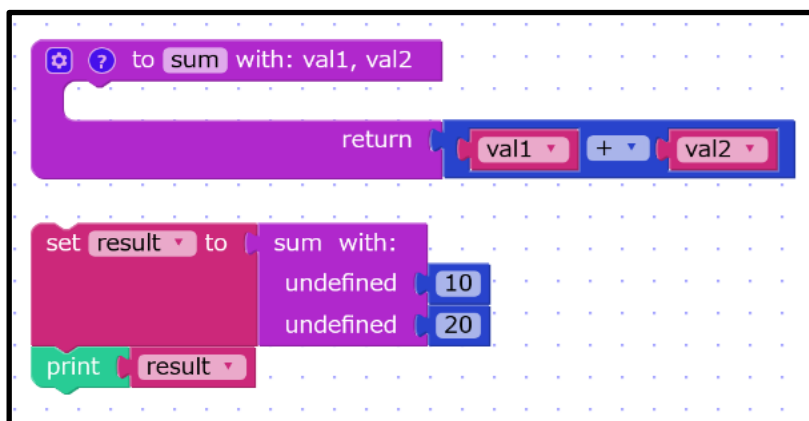 ? to sum with: val1, val2
return val1 + val2
set result to sum with:
undefined 10
undefined 20
print result